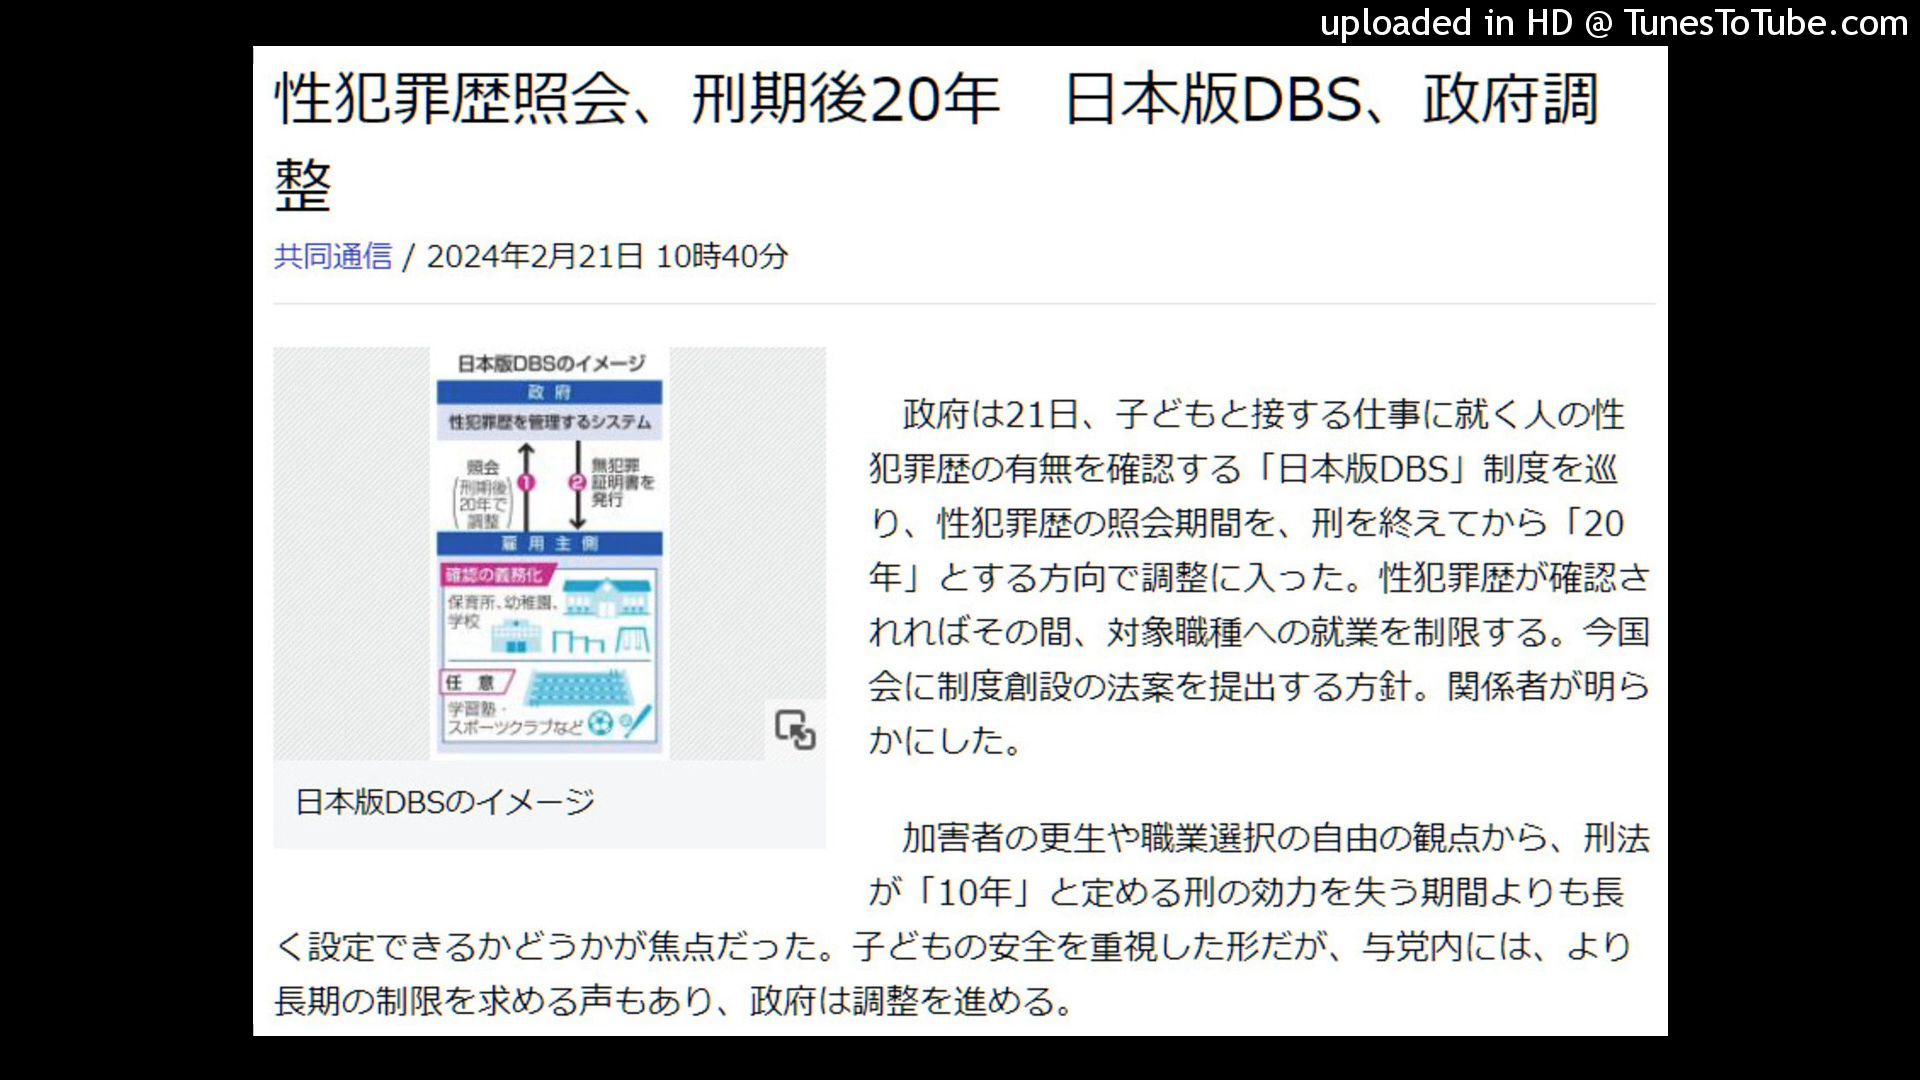 uploaded in HD @ TunesToTube.com
性犯罪歴照会、刑期後20年　日本版DBS、政府調
整
共同通信 / 2024年2月21日 10時40分
日本版DBSのイメージ
政 府
性犯罪歴を管理するシステム
照会
(刑期後
20年で
調整)
1
2
無犯罪
証明書を
発行
雇 用 主 側
確認の義務化
保育所、幼稚園、
学校
任 意
学習塾・
スポーツクラブなど
日本版DBSのイメージ
政府は21日、子どもと接する仕事に就く人の性
犯罪歴の有無を確認する「日本版DBS」制度を巡
り、性犯罪歴の照会期間を、刑を終えてから「20
年」とする方向で調整に入った。性犯罪歴が確認さ
れればその間、対象職種への就業を制限する。今国
会に制度創設の法案を提出する方針。関係者が明ら
かにした。
加害者の更生や職業選択の自由の観点から、刑法
が「10年」と定める刑の効力を失う期間よりも長
く設定できるかどうかが焦点だった。子どもの安全を重視した形だが、与党内には、より
長期の制限を求める声もあり、政府は調整を進める。